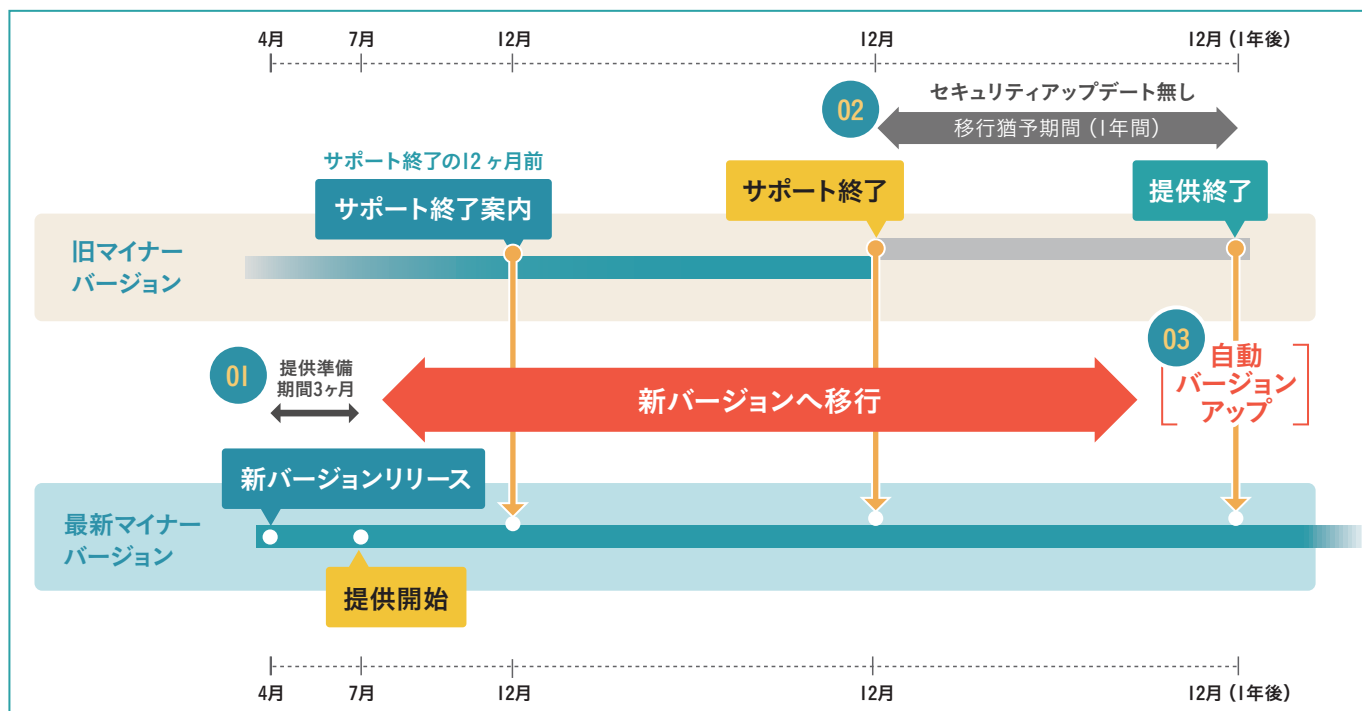 4月
7月
12月
12月
12月 (1年後)
02
セキュリティアップデート無し
移行猶予期間 (1年間)
サポート終了の12ヶ月前
サポート終了案内
サポート終了
提供終了
旧マイナー
バージョン
01
提供準備
期間3ヶ月
新バージョンへ移行
03
自動
バージョン
アップ
新バージョンリリース
最新マイナー
バージョン
提供開始
4月
7月
12月
12月
12月 (1年後)